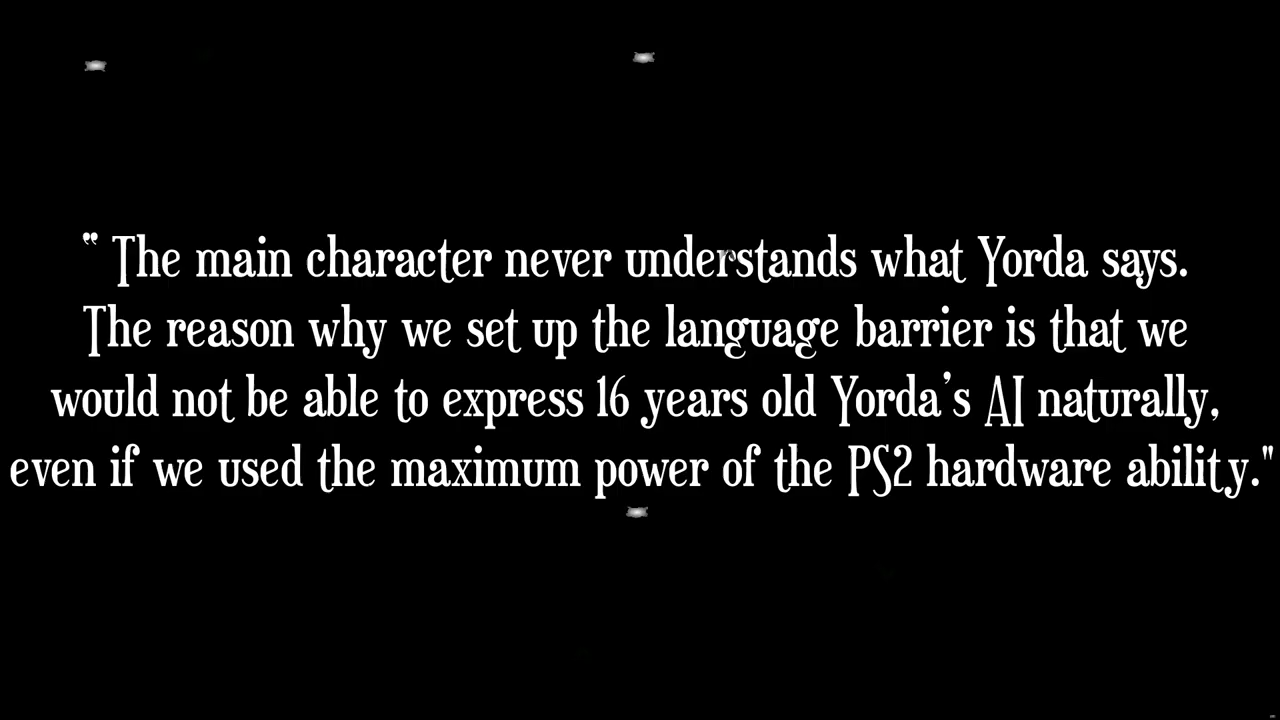 “ The main character never understands what Yorda says.
The reason why we set up the language barrier is that we
would not be able to express 16 years old Yorda’s AI naturally,
even if we used the maximum power of the PS2 hardware ability."